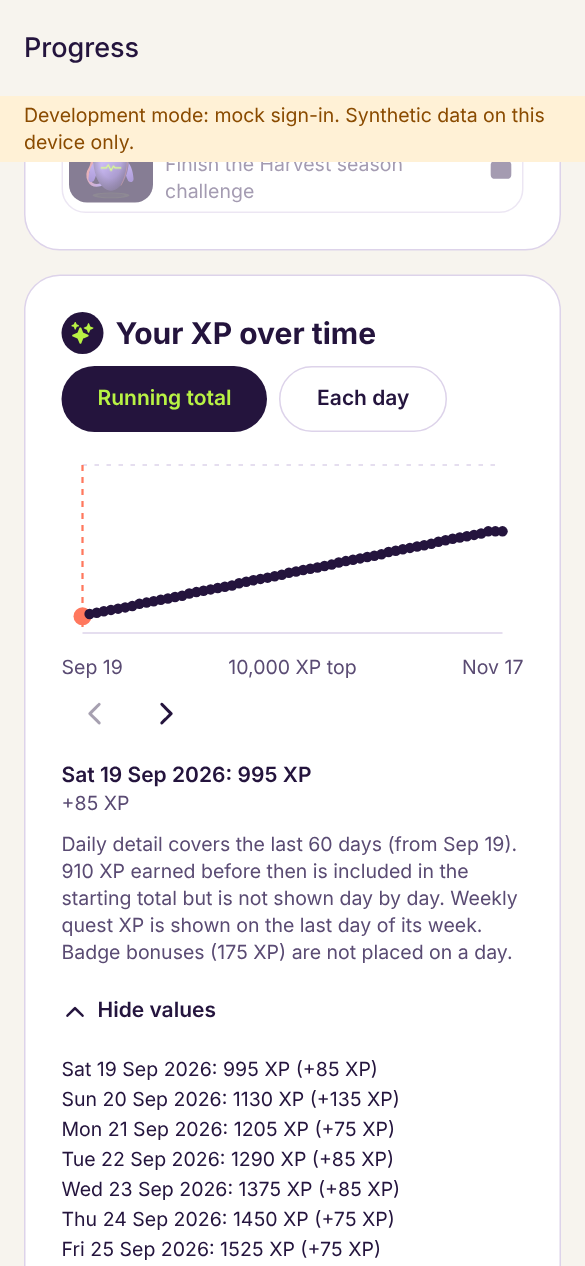 Progress
Development mode: mock sign-in. Synthetic data on this
device only.
Finish the Harvest season
challenge
Your XP over time
Running total
Each day
Sep 19
10,000 XP top
Nov 17
Sat 19 Sep 2026: 995 XP
+85 XP
Daily detail covers the last 60 days (from Sep 19).
910 XP earned before then is included in the
starting total but is not shown day by day. Weekly
quest XP is shown on the last day of its week.
Badge bonuses (175 XP) are not placed on a day.
Hide values
Sat 19 Sep 2026: 995 XP (+85 XP)
Sun 20 Sep 2026: 1130 XP (+135 XP)
Mon 21 Sep 2026: 1205 XP (+75 XP)
Tue 22 Sep 2026: 1290 XP (+85 XP)
Wed 23 Sep 2026: 1375 XP (+85 XP)
Thu 24 Sep 2026: 1450 XP (+75 XP)
Fri 25 Sep 2026: 1525 XP (+75 XP)